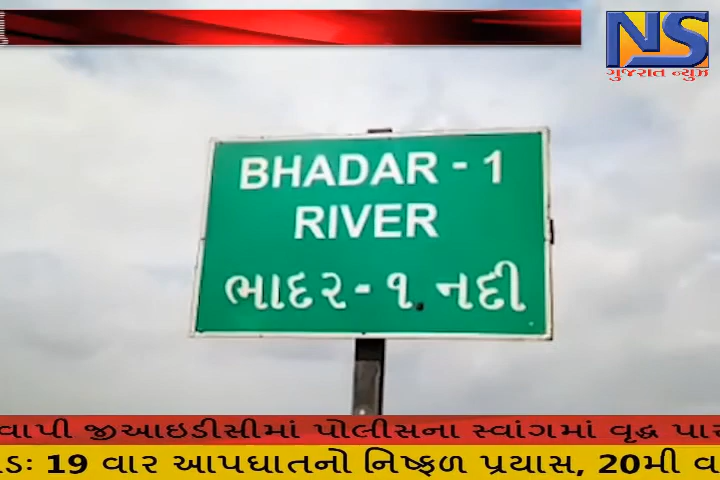 NS
ગુજરાત ન્યુઝ
BHADAR - 1
RIVER
ભાદર - ૧ નદી
વાપી જીઆઇડીસીમાં પોલીસના સ્વાંગમાં વૃદ્ધ
19 વાર આપઘાતનો નિષ્ફળ પ્રયાસ, 20મી